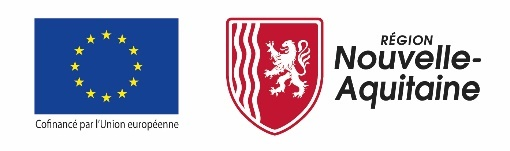 Cofinancé par l'Union européenne
RÉGION
Nouvelle-
Aquitaine